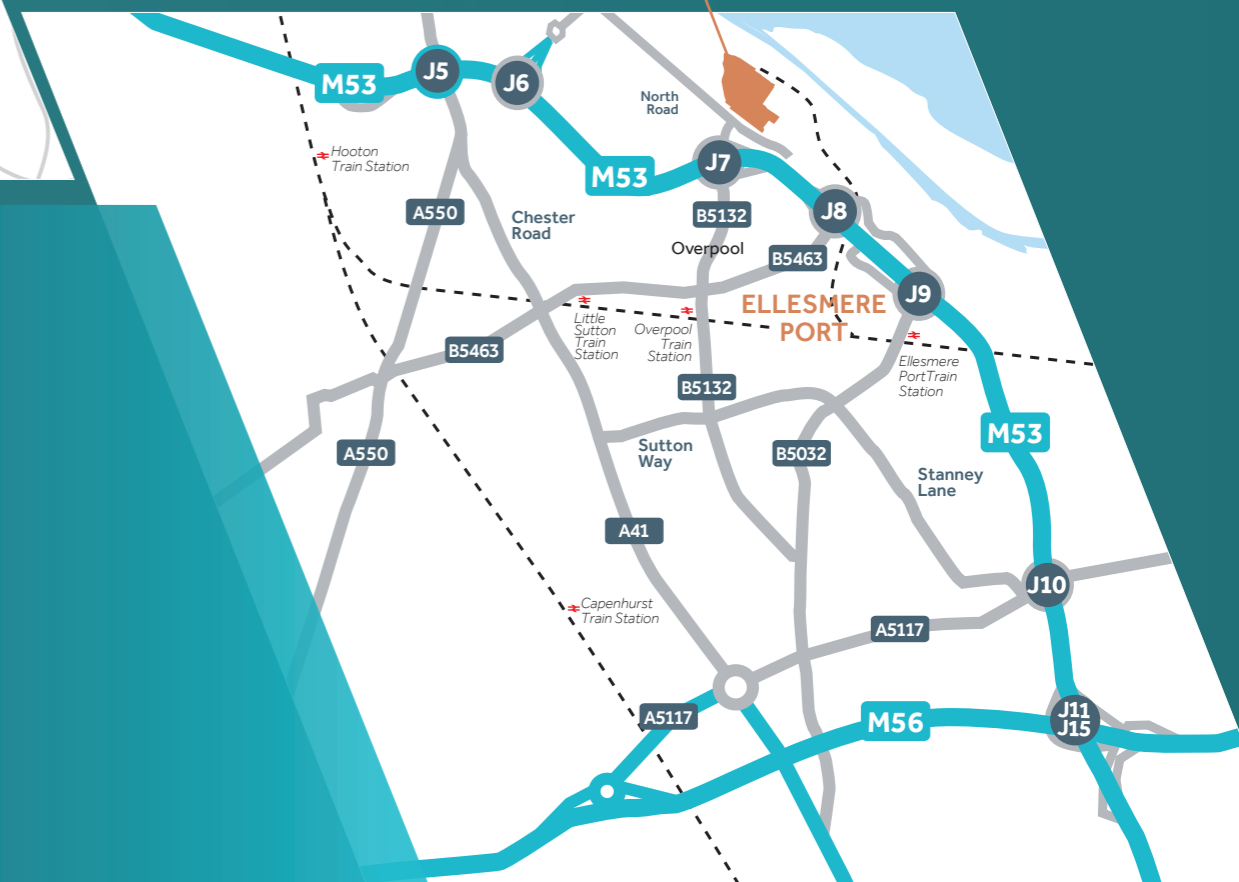 J5
J6
M53
North
Road
Hooton
Train Station
J7
M53
A550
Chester
Road
B5132
J8
Overpool
B5463
J9
ELLESMERE
PORT
Little
Sutton
Train
Station
Overpool
Train
Station
B5463
Ellesmere
PortTrain
Station
B5132
M53
A550
Sutton
Way
B5032
Stanney
Lane
A41
J10
Capenhurst
Train Station
A5117
A5117
M56
J11
J15